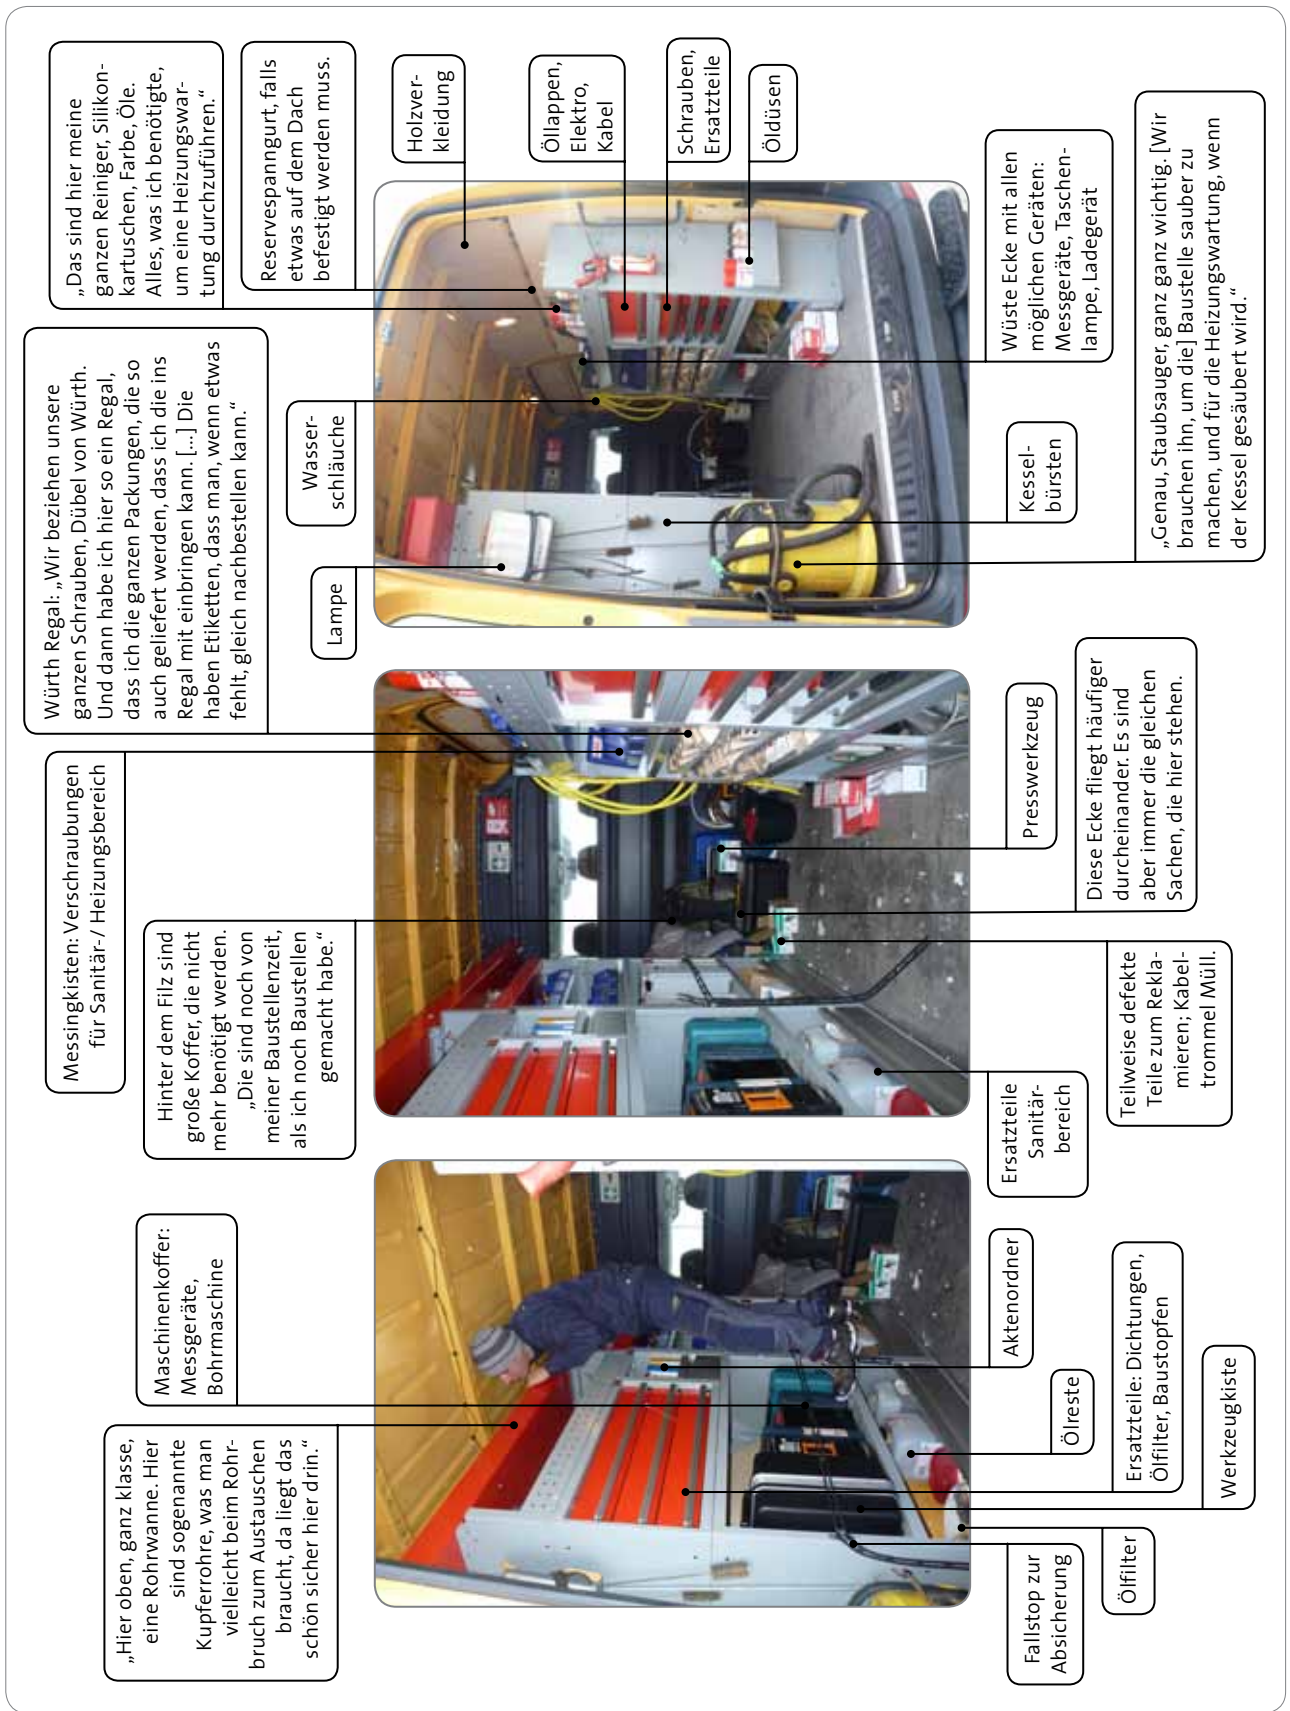 „Hier oben, ganz klasse,
eine Rohrwanne. Hier
sind sogenannte
Kupferrohre, was man
vielleicht beim Rohr-
bruch zum Austauschen
braucht, da liegt das
schön sicher hier drin.“
Maschinenkoffer:
Messgeräte,
Bohrmaschine
Hinter dem Filz sind
große Koffer, die nicht
mehr benötigt werden.
„Die sind noch von
meiner Baustellenzeit,
als ich noch Baustellen
gemacht habe.“
Messingkisten: Verschraubungen
für Sanitär-/ Heizungsbereich
Würth Regal: „Wir beziehen unsere
ganzen Schrauben, Dübel von Würth.
Und dann habe ich hier so ein Regal,
dass ich die ganzen Packungen, die so
auch geliefert werden, dass ich die ins
Regal mit einbringen kann. [...] Die
haben Etiketten, dass man, wenn etwas
fehlt, gleich nachbestellen kann.“
Lampe
Wasser-
schläuche
„Das sind hier meine
ganzen Reiniger, Silikon-
kartuschen, Farbe, Öle.
Alles, was ich benötigte,
um eine Heizungswar-
tung durchzuführen.“
Reservespanngurt, falls
etwas auf dem Dach
befestigt werden muss.
Holzver-
kleidung
Öllappen,
Elektro,
Kabel
Schrauben,
Ersatzteile
Öldüsen
Fallstop zur
Absicherung
Ölfilter
Werkzeugkiste
Ölreste
Ersatzteile: Dichtungen,
Ölfilter, Baustopfen
Aktenordner
Ersatzteile
Sanitär-
bereich
Teilweise defekte
Teile zum Rekla-
mieren; Kabel-
trommel Müll.
Diese Ecke fliegt häufiger
durcheinander. Es sind
aber immer die gleichen
Sachen, die hier stehen.
Presswerkzeug
Kessel-
bürsten
„Genau, Staubsauger, ganz ganz wichtig. [Wir
brauchen ihn, um die] Baustelle sauber zu
machen, und für die Heizungswartung, wenn
der Kessel gesäubert wird.“
Wüste Ecke mit allen
möglichen Geräten:
Messgeräte, Taschen-
lampe, Ladegerät